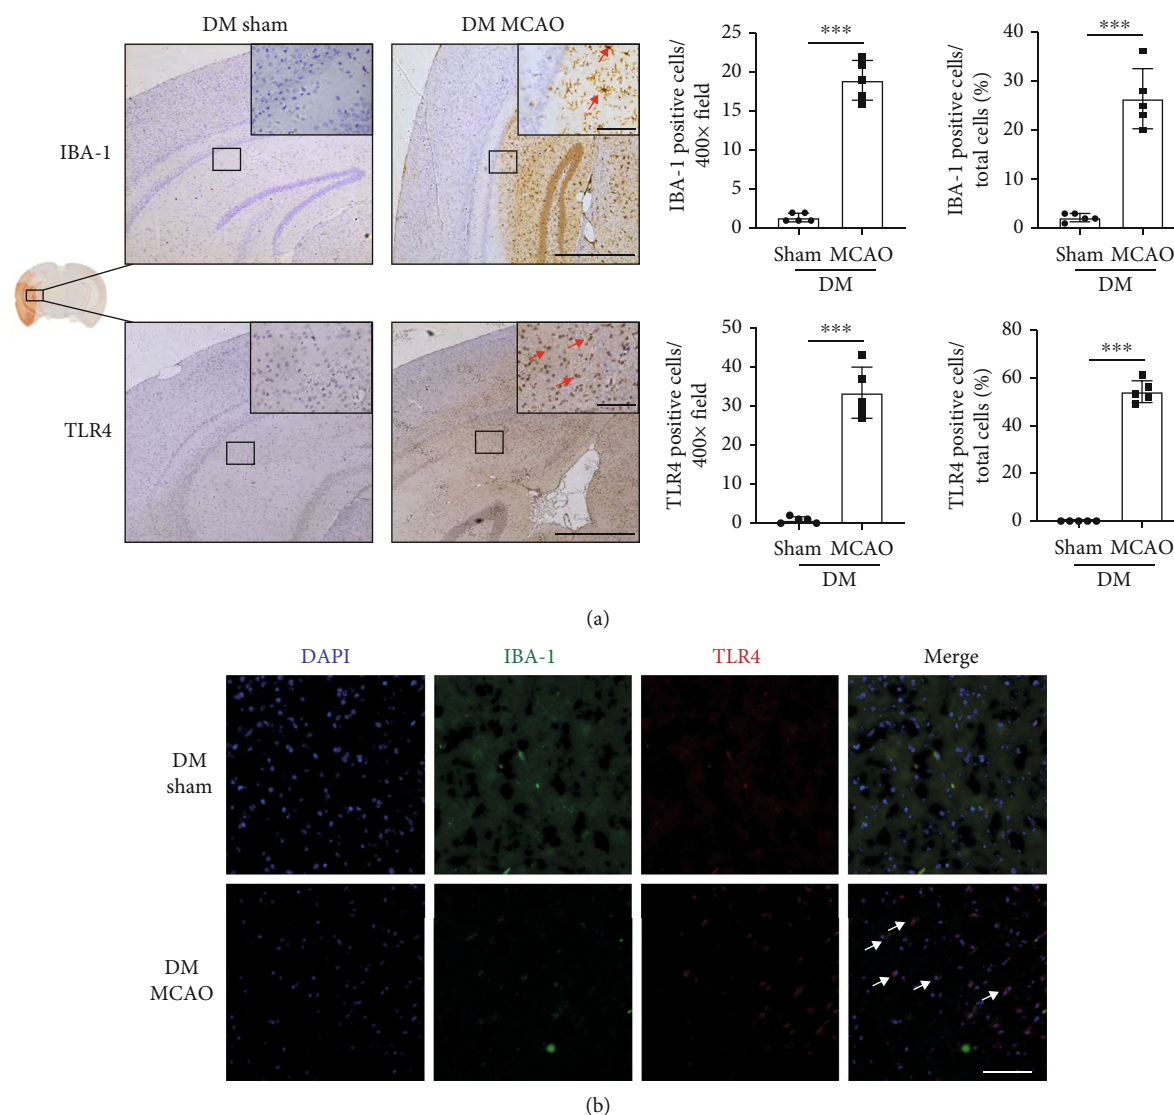 DM sham
DM MCAO
IBA-1
TLR4
IBA-1 positive cells/
400× field
25
20
15
10
5
0
***
Sham MCAO
DM
IBA-1 positive cells/
total cells (%)
40
30
20
10
0
***
Sham MCAO
DM
TLR4 positive cells/
400× field
50
40
30
20
10
0
***
Sham MCAO
DM
TLR4 positive cells/
total cells (%)
80
60
40
20
0
***
Sham MCAO
DM
(a)
DAPI
IBA-1
TLR4
Merge
DM
sham
DM
MCAO
(b)